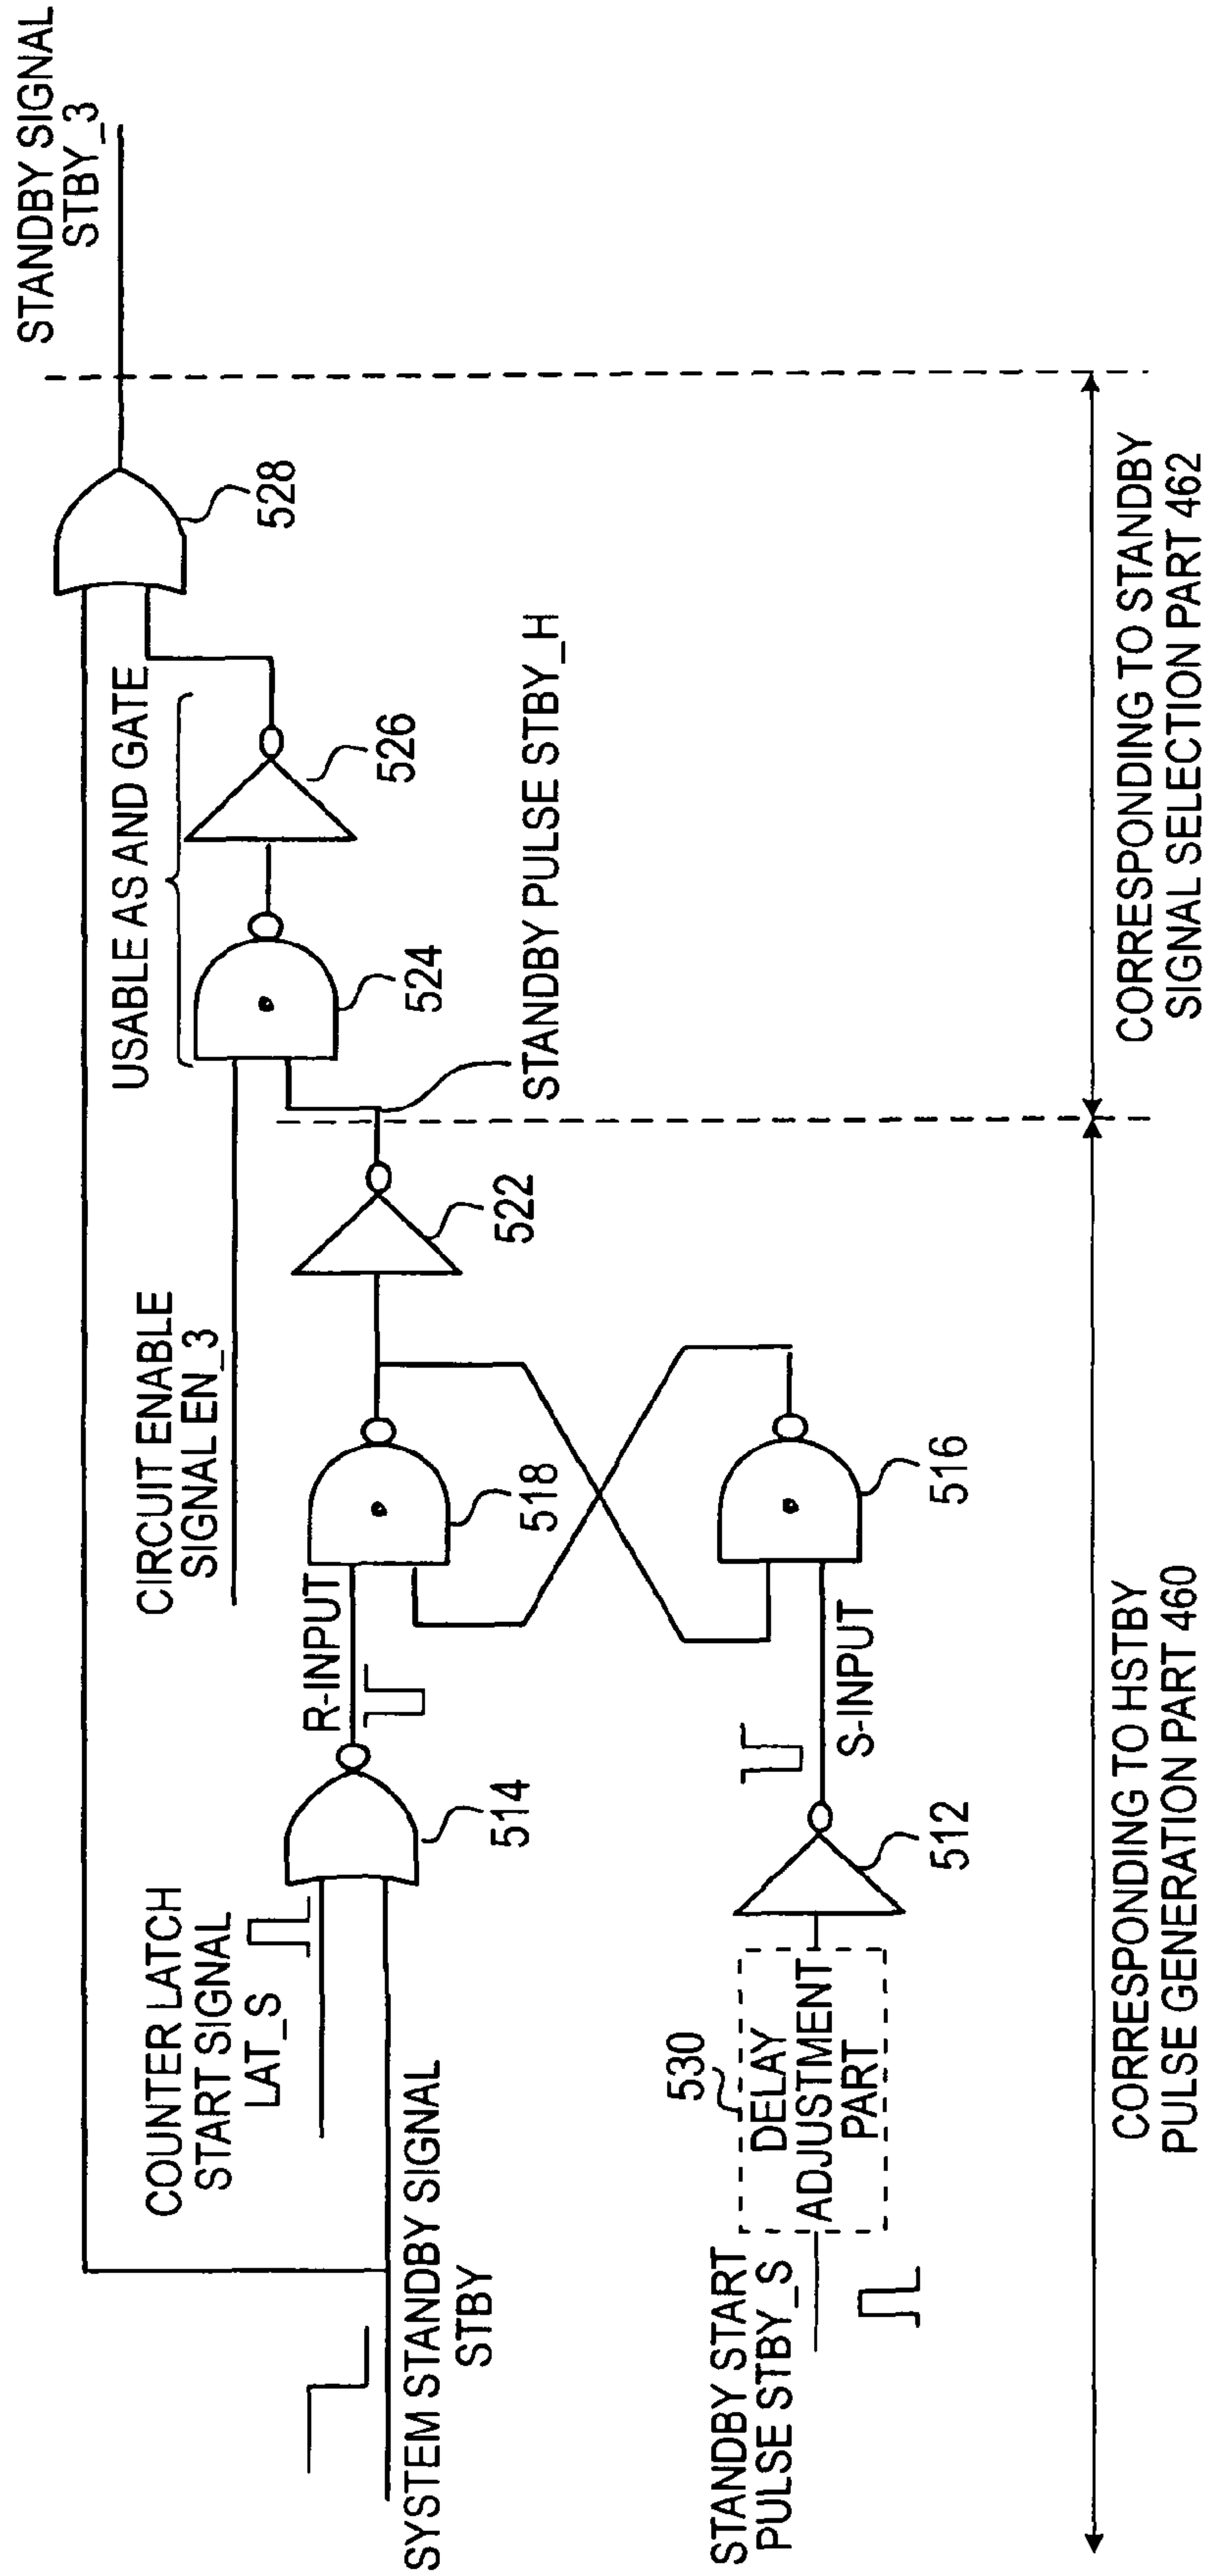 STANDBY SIGNAL
STBY_3
528
USABLE AS AND GATE
526
524
STANDBY PULSE STBY_H
CIRCUIT ENABLE
SIGNAL EN_3
522
R-INPUT
518
COUNTER LATCH
START SIGNAL
LAT_S
514
SYSTEM STANDBY SIGNAL
STBY
516
S-INPUT
512
530
DELAY
ADJUSTMENT
PART
STANDBY START
PULSE STBY_S
CORRESPONDING TO HSTBY
PULSE GENERATION PART 460
CORRESPONDING TO STANDBY
SIGNAL SELECTION PART 462